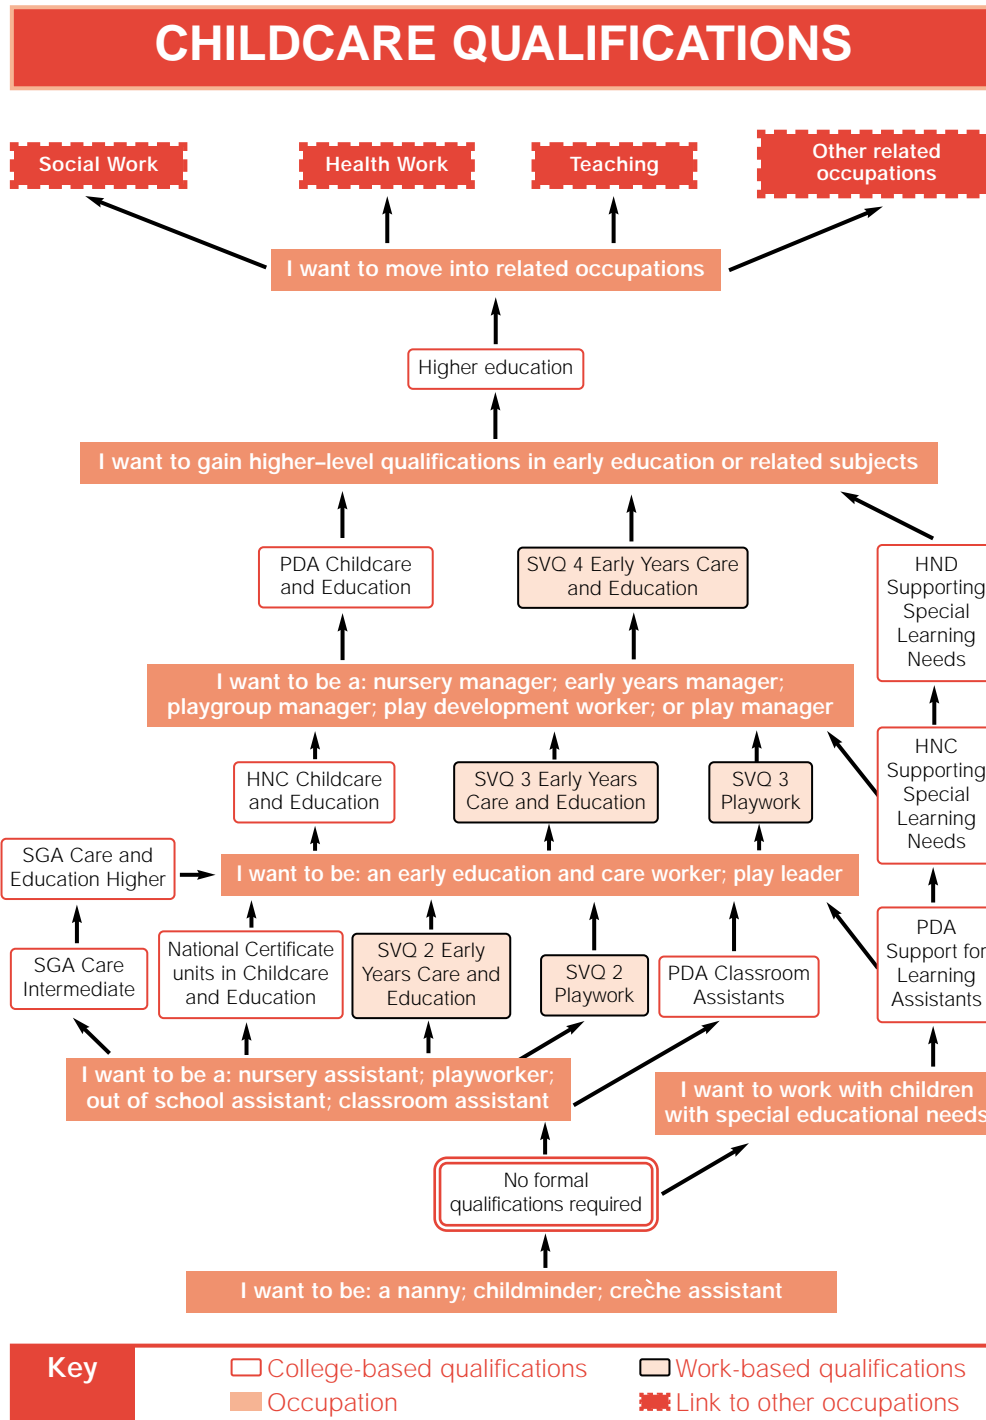 CHILDCARE QUALIFICATIONS
Social Work
Health Work
Teaching
Other related
occupations
I want to move into related occupations
Higher education
I want to gain higher–level qualifications in early education or related subjects
PDA Childcare
and Education
SVQ 4 Early Years Care
and Education
HND
Supporting
Special
Learning
Needs
I want to be a: nursery manager; early years manager;
playgroup manager; play development worker; or play manager
HNC Childcare
and Education
SVQ 3 Early Years
Care and Education
SVQ 3
Playwork
HNC
Supporting
Special
Learning
Needs
SGA Care and
Education Higher
I want to be: an early education and care worker; play leader
SGA Care
Intermediate
National Certificate
units in Childcare
and Education
SVQ 2 Early
Years Care and
Education
SVQ 2
Playwork
PDA Classroom
Assistants
PDA
Support for
Learning
Assistants
I want to be a: nursery assistant; playworker;
out of school assistant; classroom assistant
I want to work with children
with special educational needs
No formal
qualifications required
I want to be: a nanny; childminder; crèche assistant
Key
College-based qualifications
Work-based qualifications
Occupation
Link to other occupations